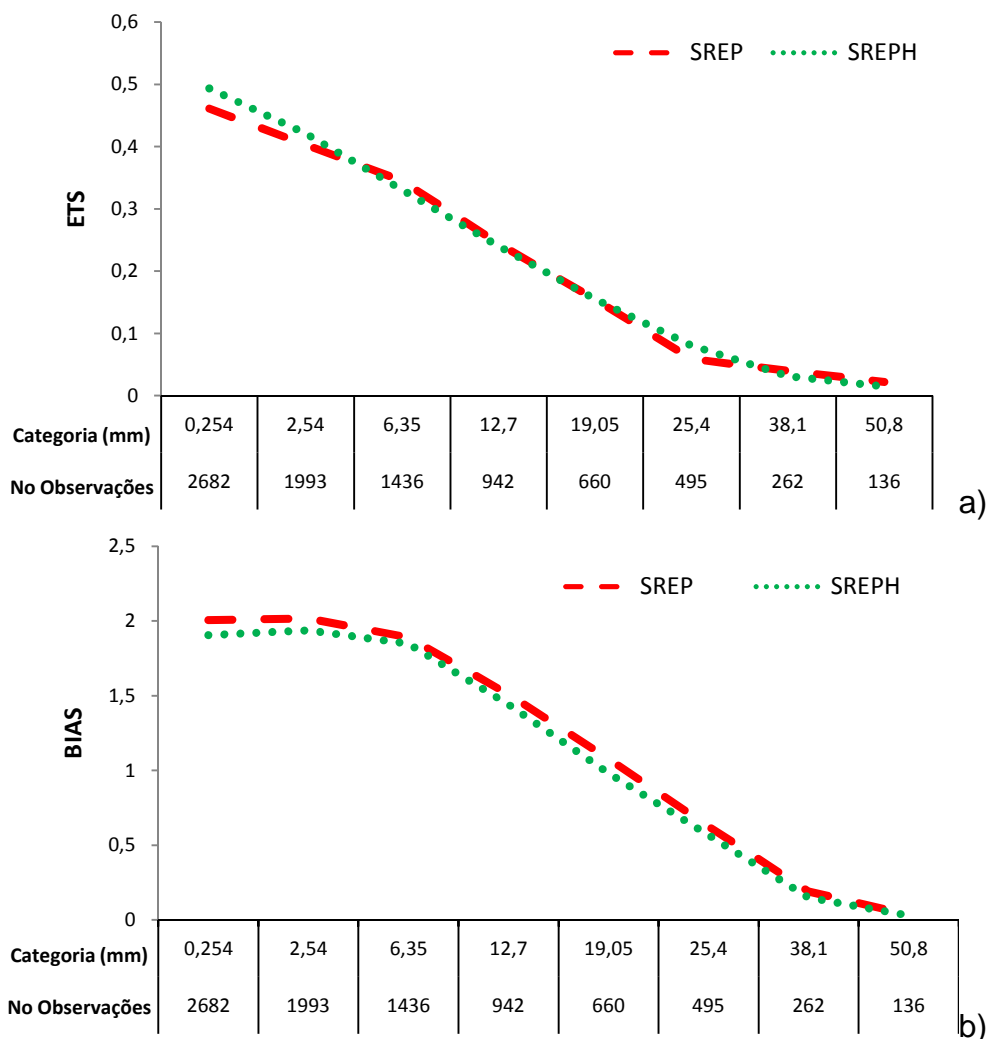 0,6
SREP SREPH
0,5
0,4
0,3
0,2
0,1
0
ETS
Categoria (mm) 0,254 2,54 6,35 12,7 19,05 25,4 38,1 50,8
No Observações 2682 1993 1436 942 660 495 262 136
a)
2,5
SREP SREPH
2
1,5
1
0,5
0
BIAS
Categoria (mm) 0,254 2,54 6,35 12,7 19,05 25,4 38,1 50,8
No Observações 2682 1993 1436 942 660 495 262 136
b)